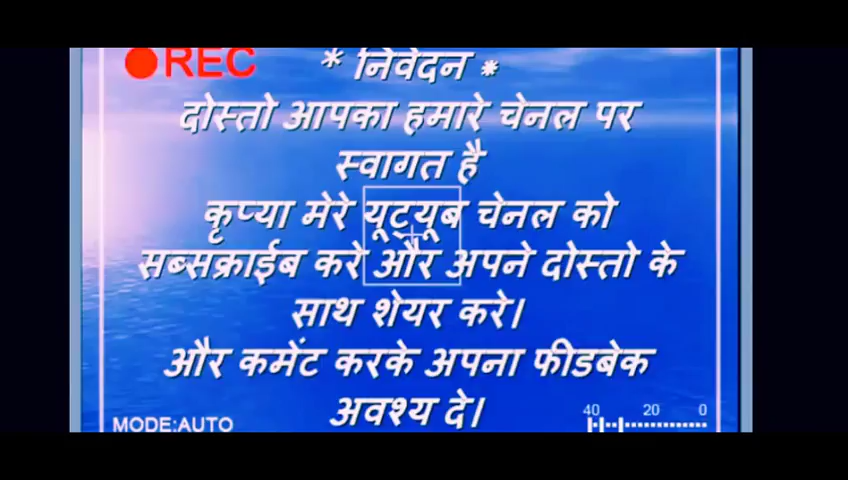 REC
* निवेदन *
दोस्तो आपका हमारे चेनल पर
स्वागत है
कृप्या मेरे यूट्यूब चेनल को
सब्सक्राईब करे और अपने दोस्तो के
साथ शेयर करे।
और कमेंट करके अपना फीडबेक
अवश्य दे।
MODE:AUTO
40 20 0